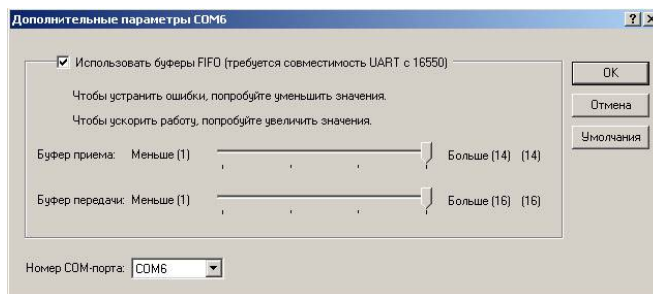 Дополнительные параметры COM6
Использовать буферы FIFO (требуется совместимость UART с 16550)
OK
Чтобы устранить ошибки, попробуйте уменьшить значения.
Отмена
Чтобы ускорить работу, попробуйте увеличить значения.
Умолчания
Буфер приема: Меньше (1) Больше (14) (14)
Буфер передачи: Меньше (1) Больше (16) (16)
Номер COM-порта: COM6